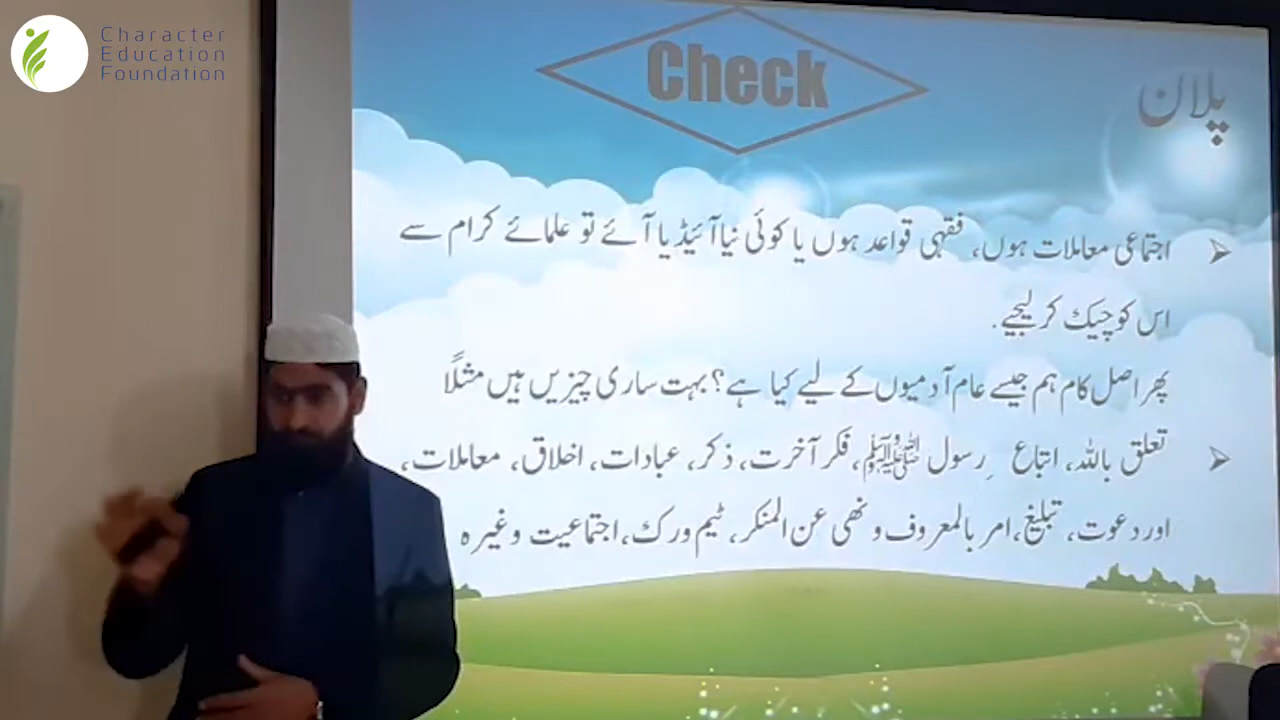 Character
Education
Foundation
Check
پلان
اجتماعی معاملات ہوں، فقہی قواعد ہوں یا کوئی نیا آئیڈیا آئے تو علمائے کرام سے
اس کو چیک کر لیجیے.
پھر اصل کام ہم جیسے عام آدمیوں کے لیے کیا ہے؟ بہت ساری چیزیں ہیں مثلًا
تعلق باللہ، اتباع ِرسول ﷺ، فکر آخرت، ذکر، عبادات، اخلاق، معاملات،
اور دعوت، تبلیغ، امر بالمعروف و نھی عن المنکر، ٹیم ورک، اجتماعیت وغیرہ